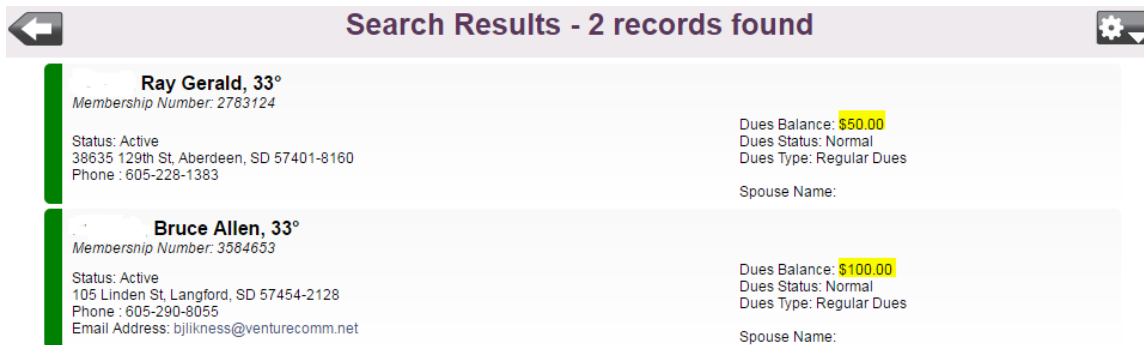 Search Results - 2 records found
Ray Gerald, 33°
Membership Number: 2783124
Status: Active
38635 129th St, Aberdeen, SD 57401-8160
Phone : 605-228-1383
Dues Balance: $50.00
Dues Status: Normal
Dues Type: Regular Dues
Spouse Name:
Bruce Allen, 33°
Membership Number: 3584653
Status: Active
105 Linden St, Langford, SD 57454-2128
Phone : 605-290-8055
Email Address: bjlikness@venturecomm.net
Dues Balance: $100.00
Dues Status: Normal
Dues Type: Regular Dues
Spouse Name: